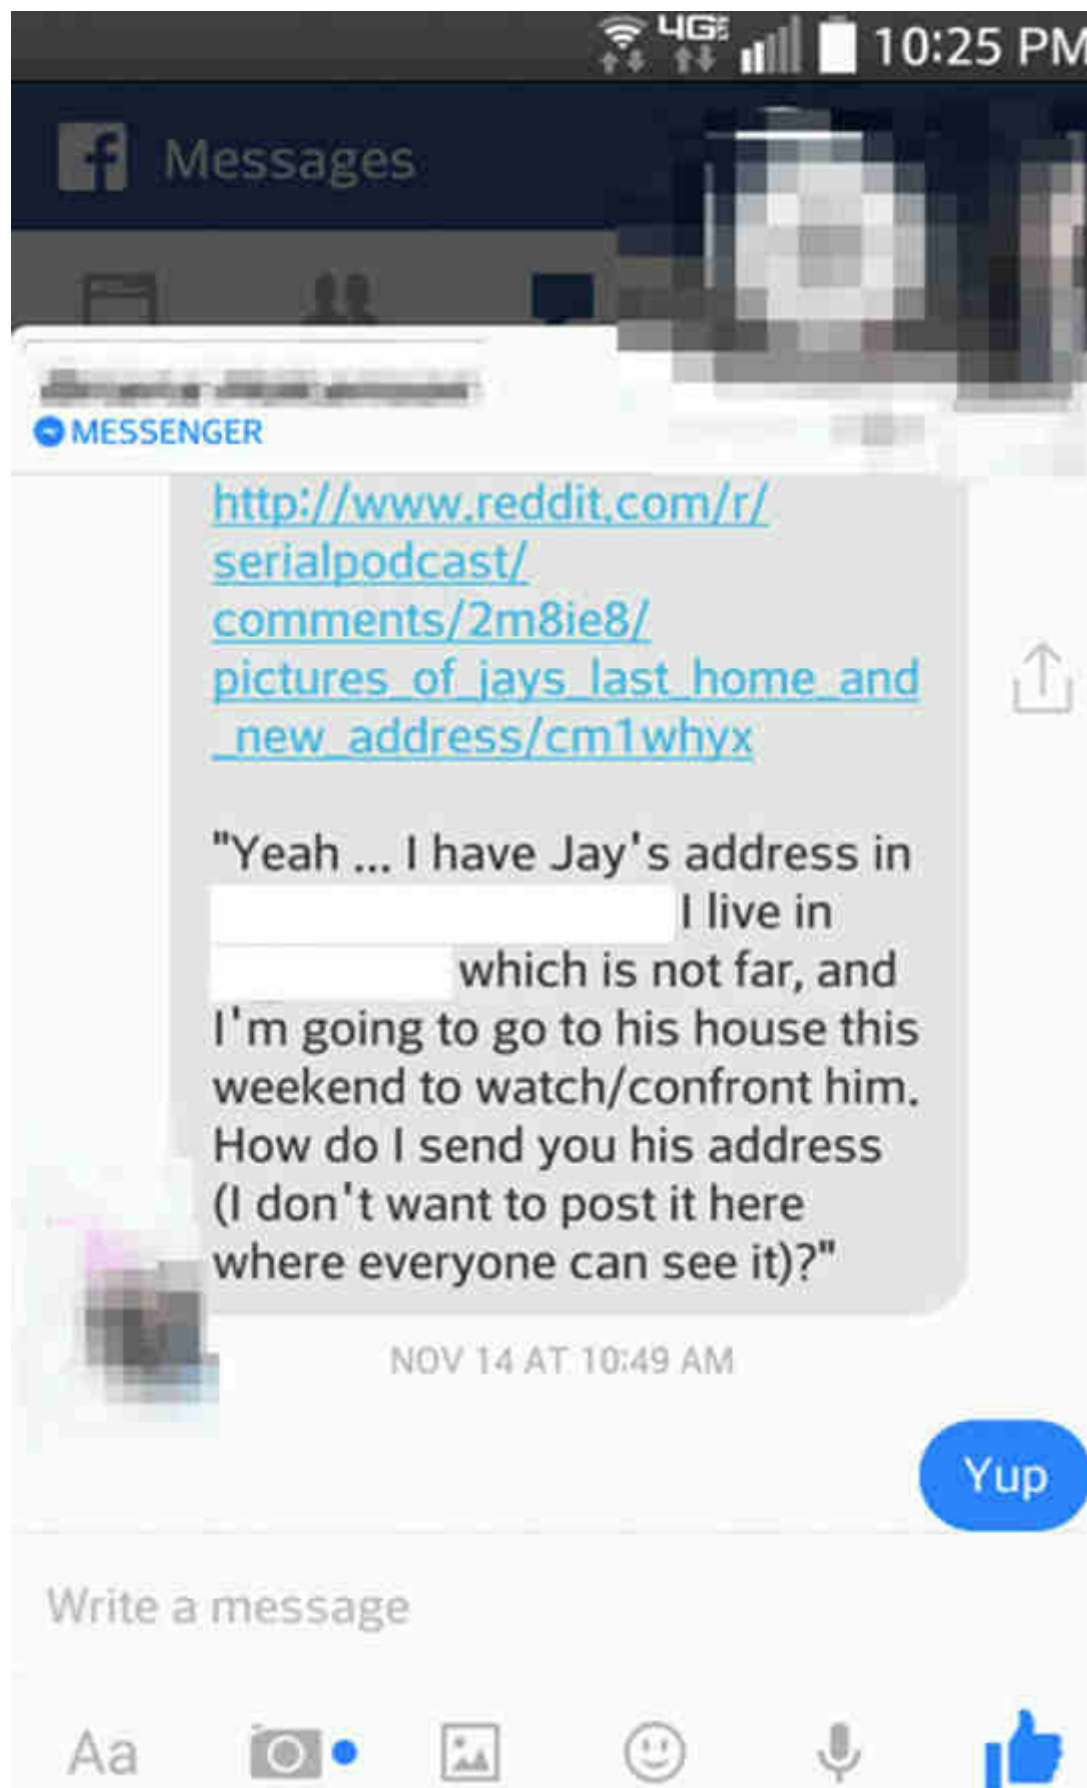 4G
10:25 PM
f Messages
MESSENGER
http://www.reddit.com/r/
serialpodcast/
comments/2m8ie8/
pictures_of_jays_last_home_and
_new_address/cm1whyx
"Yeah ... I have Jay's address in
I live in
which is not far, and
I'm going to go to his house this
weekend to watch/confront him.
How do I send you his address
(I don't want to post it here
where everyone can see it)?"
NOV 14 AT 10:49 AM
Yup
Write a message
Aa